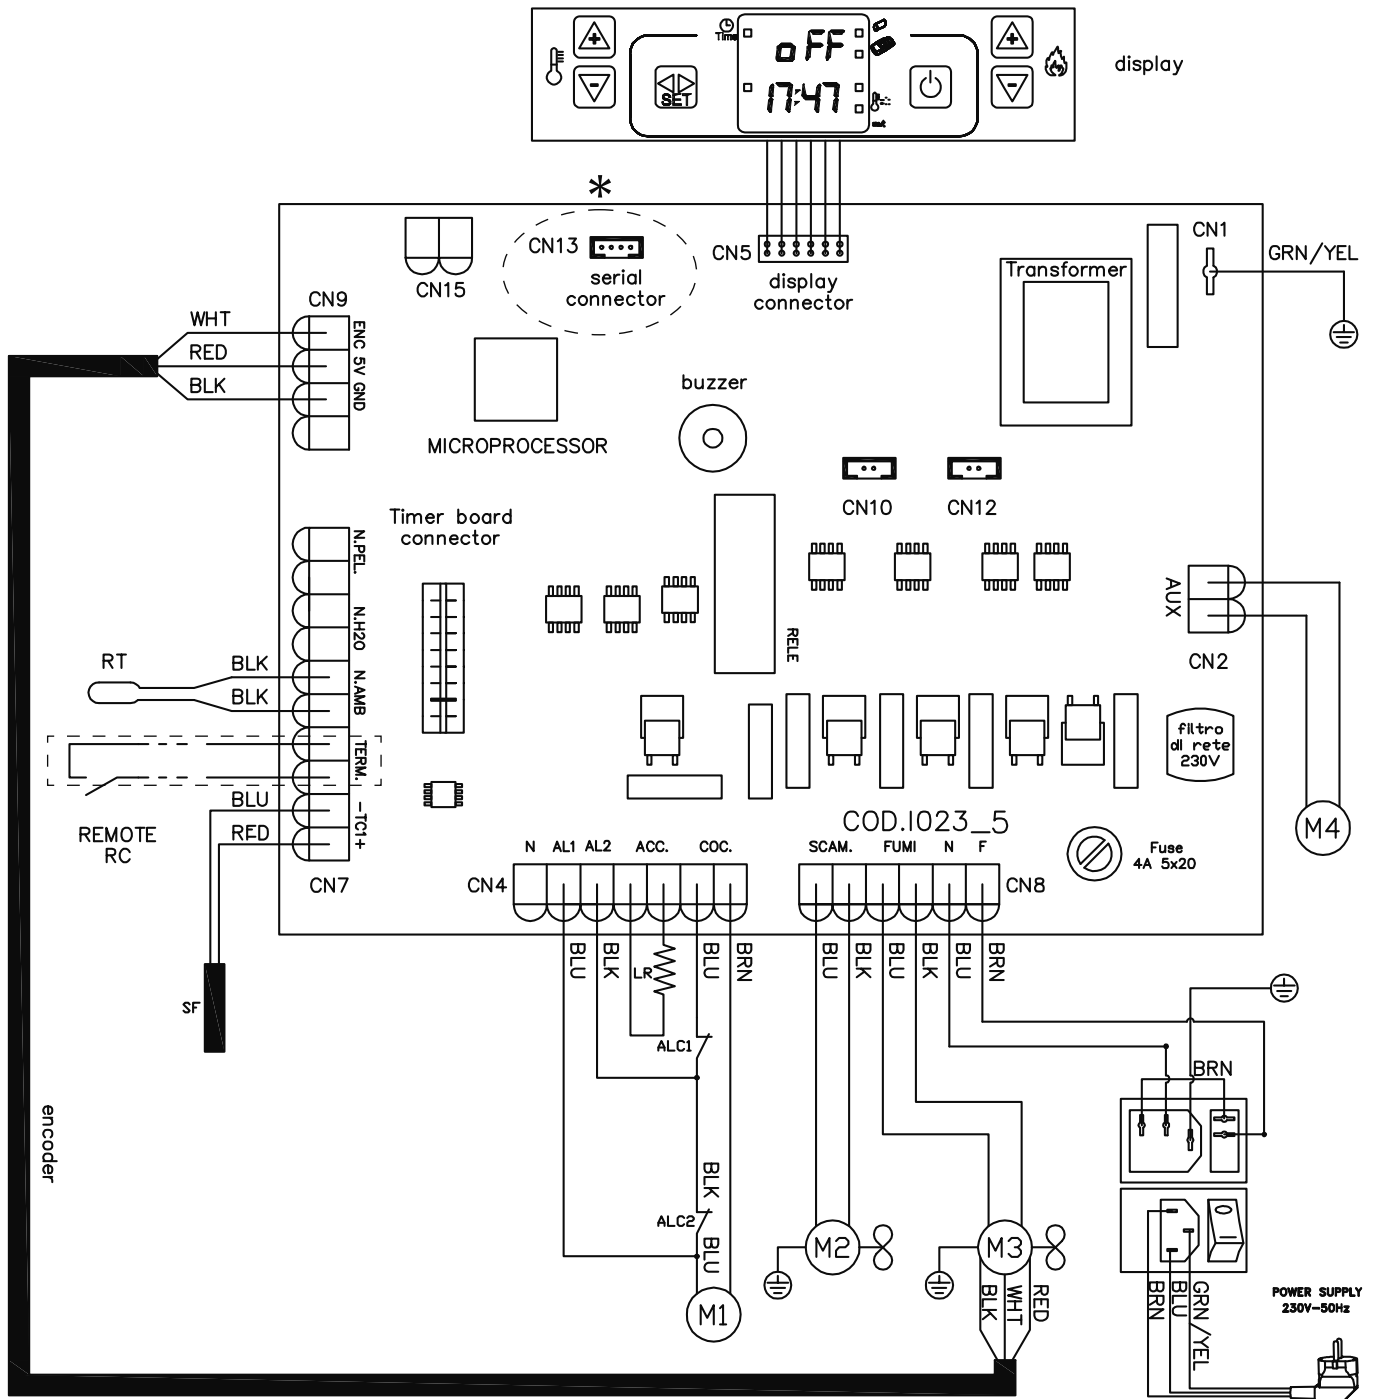 Time
oFF
17:47
SET
ext
display
*
CN13
serial
connector
CN15
CN5
display
connector
Transformer
CN1
GRN/YEL
CN9
WHT
RED
BLK
ENC 5V GND
MICROPROCESSOR
buzzer
CN10
CN12
Timer board
connector
N.PEL.
N.H2O
N.AMB
TERM.
-TC1+
RT
BLK
BLK
REMOTE
RC
BLU
RED
CN7
SF
encoder
RELE
AUX
CN2
filtro
di rete
230V
M4
COD.I023_5
Fuse
4A 5x20
CN4
N AL1 AL2 ACC. COC.
SCAM. FUMI N F
CN8
BLU
BLK
LR
BLU
BRN
BLU
BLK
BLU
BLK
BLU
BRN
ALC1
BRN
BLK
ALC2
BLU
M1
M2
M3
BLK
WHT
RED
BRN
BLU
GRN/YEL
POWER SUPPLY
230V-50Hz